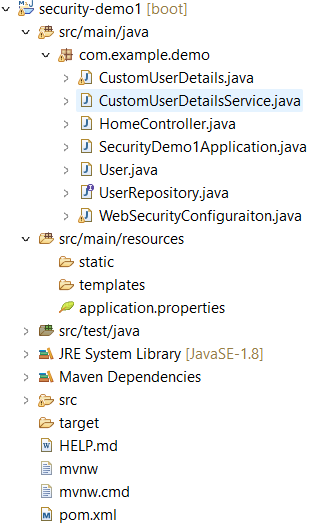 security-demo1 [boot]
src/main/java
com.example.demo
CustomUserDetails.java
CustomUserDetailsService.java
HomeController.java
SecurityDemo1Application.java
User.java
UserRepository.java
WebSecurityConfiguraiton.java
src/main/resources
static
templates
application.properties
src/test/java
JRE System Library [JavaSE-1.8]
Maven Dependencies
src
target
HELP.md
mvnw
mvnw.cmd
pom.xml